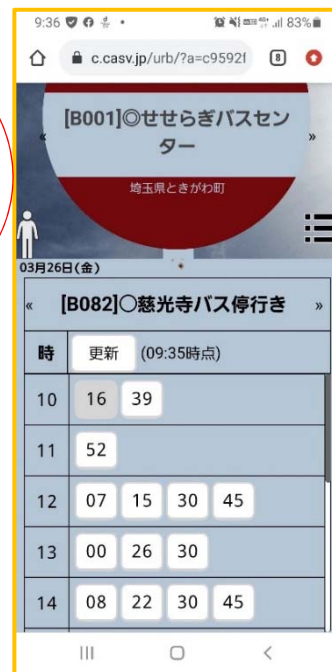 9:36
83%
c.casv.jp/urb/?a=c9592f
8
« [B001]◎せせらぎバスセン »
ター
埼玉県ときがわ町
03月26日(金)
« [B082]〇慈光寺バス停行き »
時 更新 (09:35時点)
10 16 39
11 52
12 07 15 30 45
13 00 26 30
14 08 22 30 45